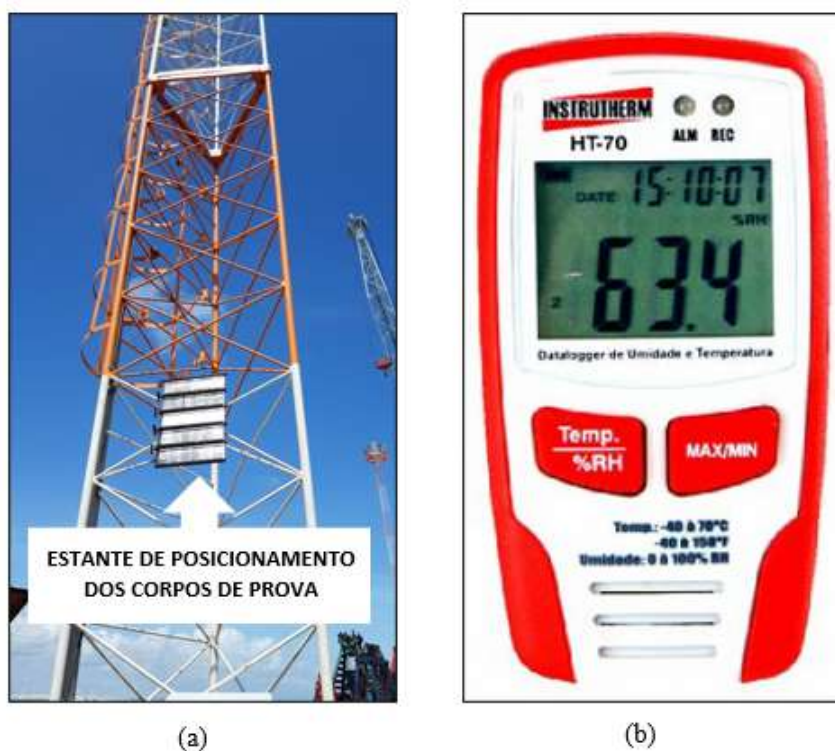 ESTANTE DE POSICIONAMENTO
DOS CORPOS DE PROVA
(a)
INSTRUTHERM
HT-70
ALM REC
DATE 15-10-07
%RH
2
63.4
Datalogger de Umidade e Temperatura
Temp.
%RH
MAX/MIN
Temp.: -40 à 70°C
-40 à 158°F
Umidade: 0 à 100% RH
(b)